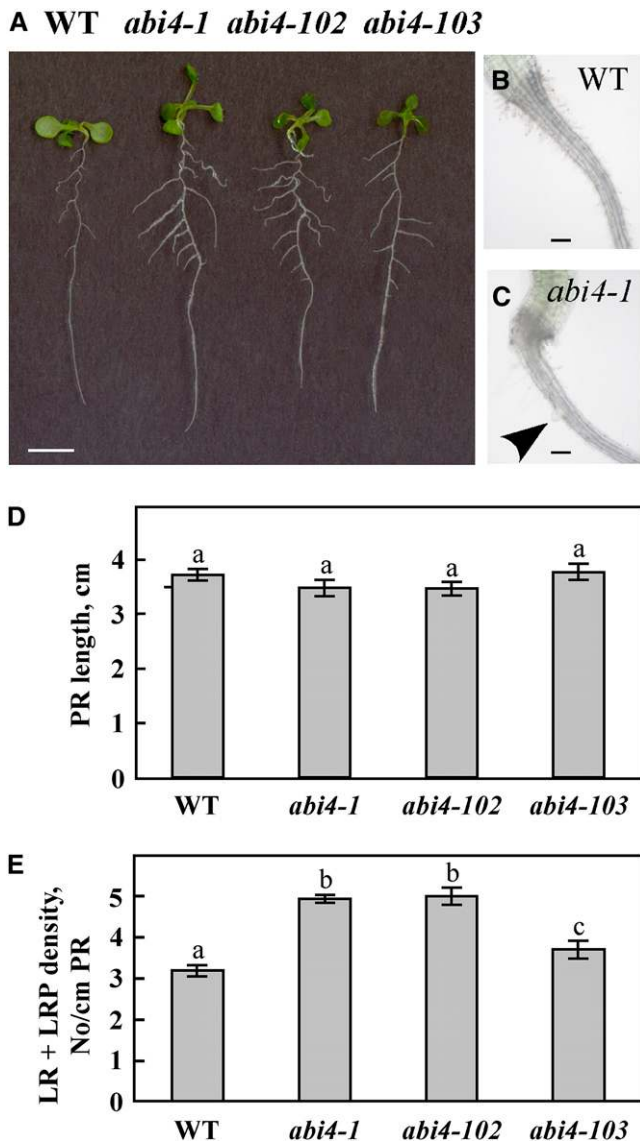 A WT abi4-1 abi4-102 abi4-103
B WT
C abi4-1
D
PR length, cm
4
3
2
1
0
a a a a
WT abi4-1 abi4-102 abi4-103
E
LR + LRP density,
No/cm PR
5
4
3
2
1
0
a b b c
WT abi4-1 abi4-102 abi4-103